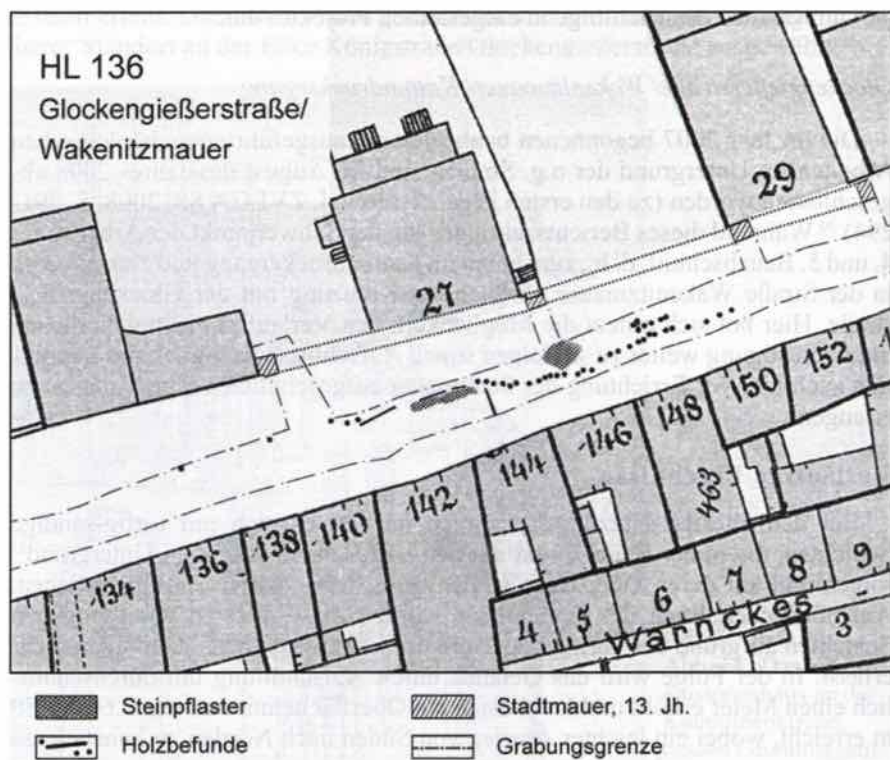 HL 136
Glockengießerstraße/
Wakenitzmauer
29
27
134
136
138
140
142
144
146
148
150
152
463
4
5
6
7
8
9
3
Warnickes
Steinpflaster
Stadtmauer, 13. Jh.
Holzbefunde
Grabungsgrenze